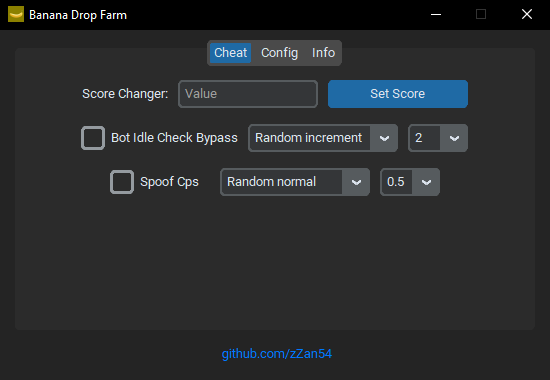 Banana Drop Farm
Cheat Config Info
Score Changer: Value Set Score
Bot Idle Check Bypass Random increment 2
Spoof Cps Random normal 0.5
github.com/zZan54